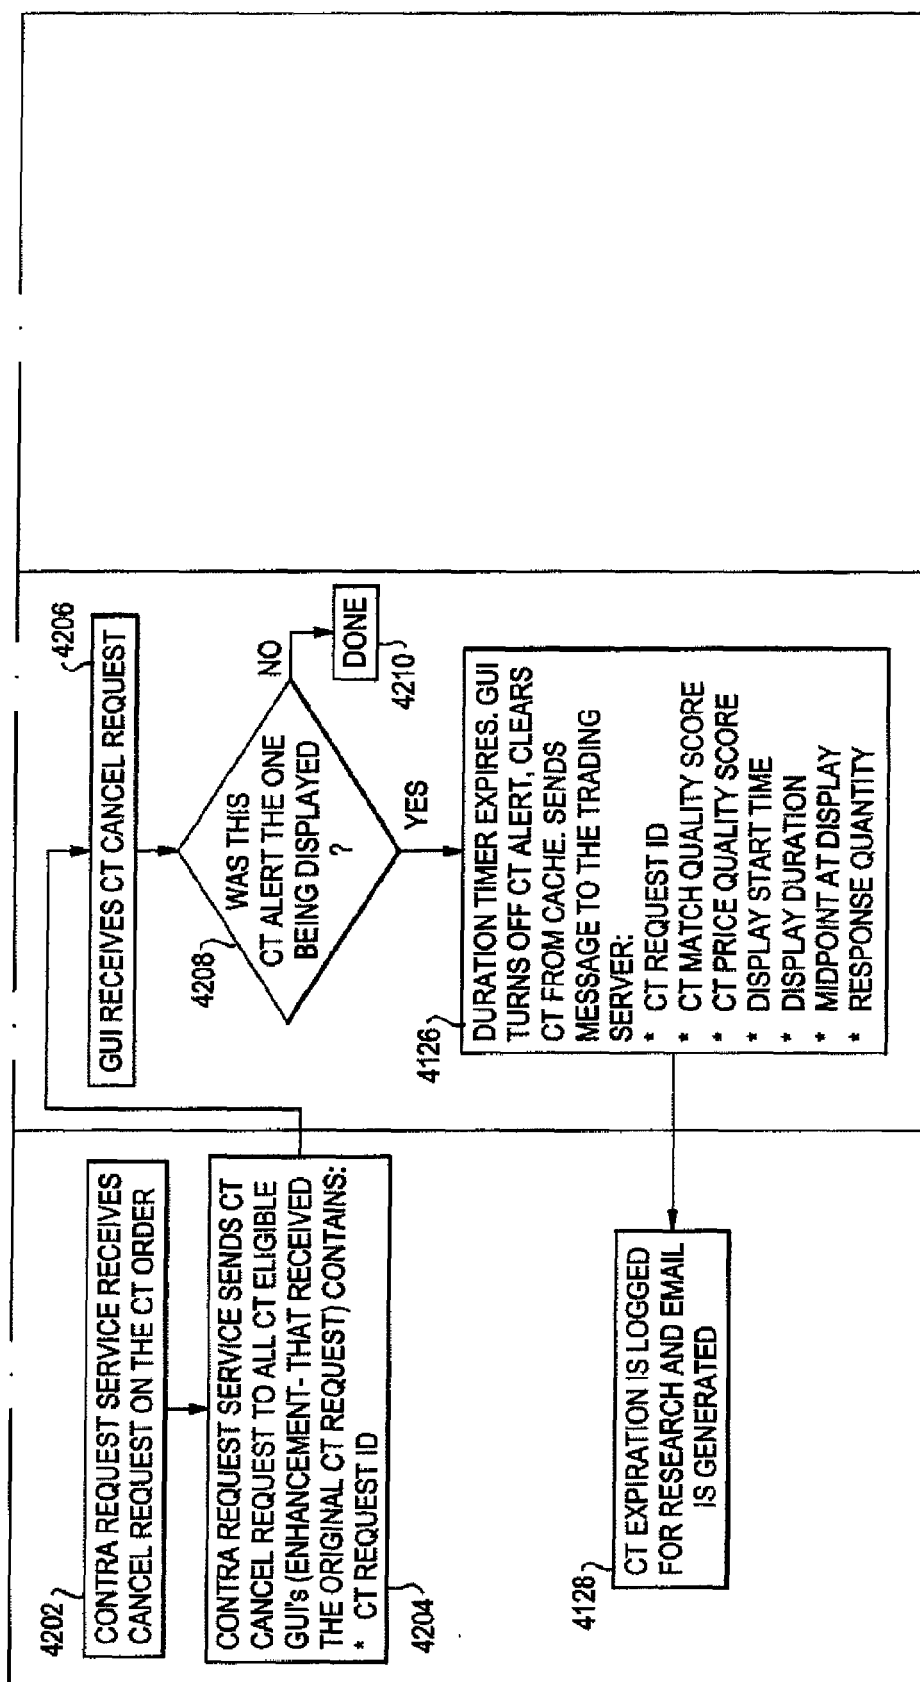 4202
CONTRA REQUEST SERVICE RECEIVES
CANCEL REQUEST ON THE CT ORDER
CONTRA REQUEST SERVICE SENDS CT
CANCEL REQUEST TO ALL CT ELIGIBLE
GUI's (ENHANCEMENT- THAT RECEIVED
THE ORIGINAL CT REQUEST) CONTAINS:
* CT REQUEST ID
4204
4206
GUI RECEIVES CT CANCEL REQUEST
4208
WAS THIS
CT ALERT THE ONE
BEING DISPLAYED
?
NO
DONE
4210
YES
4126
DURATION TIMER EXPIRES. GUI
TURNS OFF CT ALERT, CLEARS
CT FROM CACHE. SENDS
MESSAGE TO THE TRADING
SERVER:
* CT REQUEST ID
* CT MATCH QUALITY SCORE
* CT PRICE QUALITY SCORE
* DISPLAY START TIME
* DISPLAY DURATION
* MIDPOINT AT DISPLAY
* RESPONSE QUANTITY
4128
CT EXPIRATION IS LOGGED
FOR RESEARCH AND EMAIL
IS GENERATED